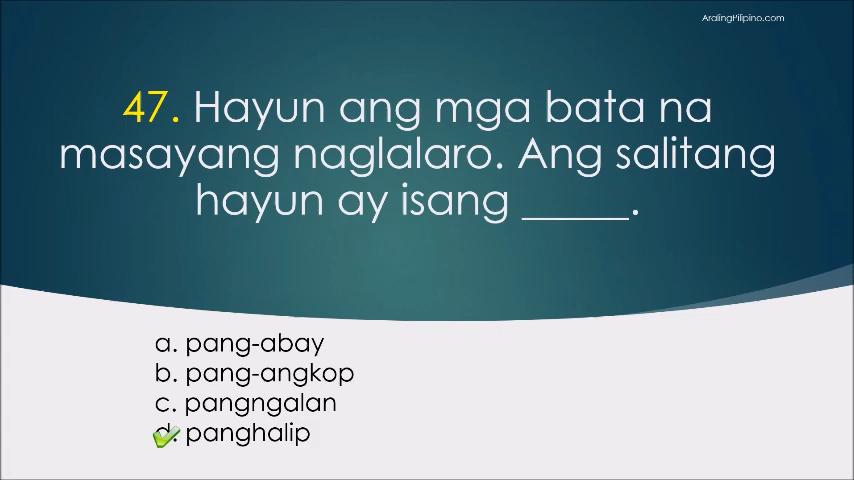 AralingPilipino.com
47. Hayun ang mga bata na
masayang naglalaro. Ang salitang
hayun ay isang _____.
a. pang-abay
b. pang-angkop
c. pangngalan
d. panghalip